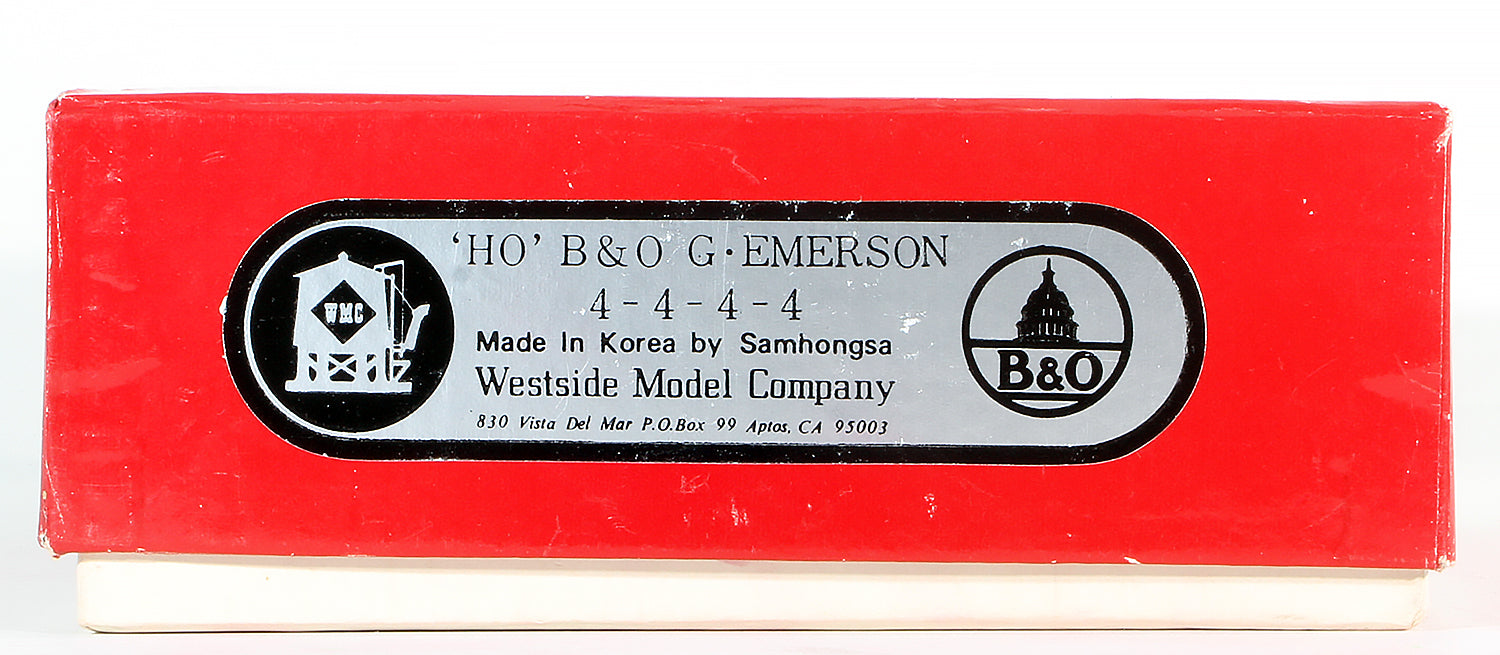 'HO' B&O G·EMERSON
4-4-4-4
Made In Korea by Samhongsa
Westside Model Company
830 Vista Del Mar P.O.Box 99 Aptos, CA 95003
WMC
B&O